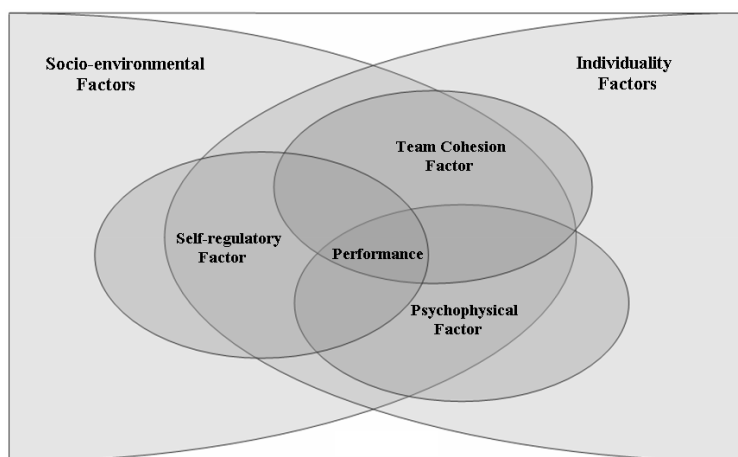 Socio-environmental
Factors
Individuality
Factors
Team Cohesion
Factor
Self-regulatory
Factor
Performance
Psychophysical
Factor